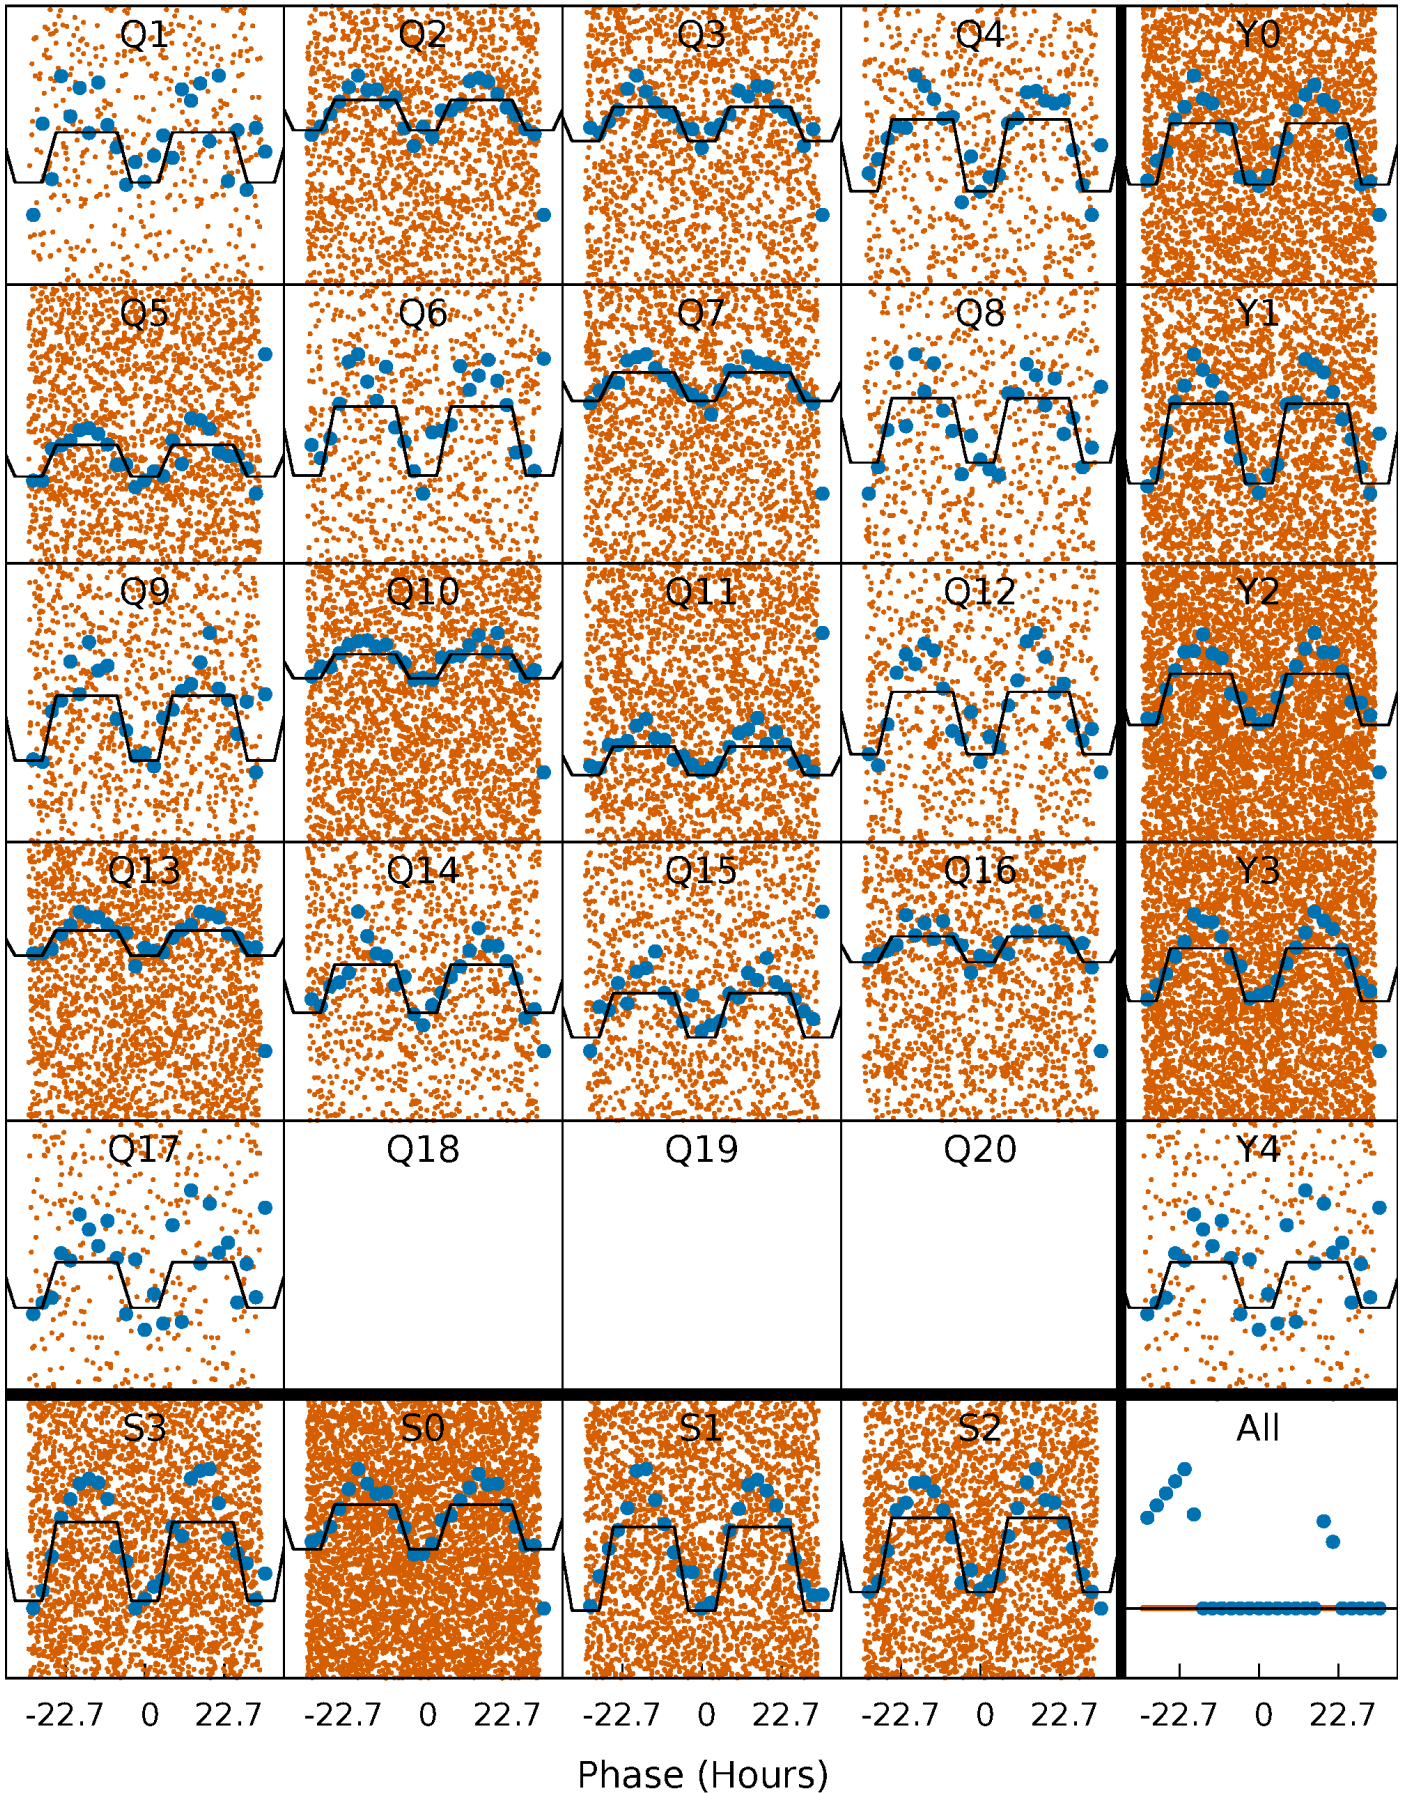 Q1 Q2 Q3 Q4 Y0
Q5 Q6 Q7 Q8 Y1
Q9 Q10 Q11 Q12 Y2
Q13 Q14 Q15 Q16 Y3
Q17 Q18 Q19 Q20 Y4
S3 S0 S1 S2 All
-22.7 0 22.7 -22.7 0 22.7 -22.7 0 22.7 -22.7 0 22.7 -22.7 0 22.7
Phase (Hours)